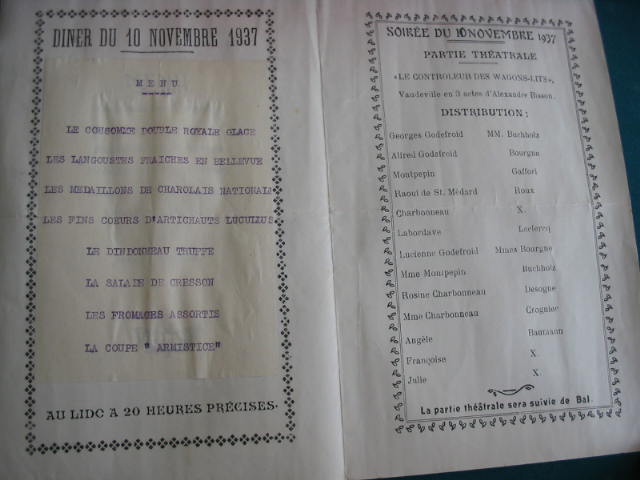 DINER DU 10 NOVEMBRE 1937
MENU
LE CONSOMME DOUBLE ROYALE GLACE
LES LANGOUSTES FRAICHES EN BELLEVUE
LES MEDAILLONS DE CHAROLAIS NATIONALE
LES FINS COEURS D'ARTICHAUTS LUCULLUS
LE DINDONNEAU TRUFFE
LA SALADE DE CRESSON
LES FROMAGES ASSORTIS
LA COUPE " ARMISTICE"
AU LIDO A 20 HEURES PRÉCISES.
SOIRÉE DU 10 NOVEMBRE 1937
PARTIE THÉATRALE
«LE CONTROLEUR DES WAGONS-LITS»,
Vaudeville en 3 actes d'Alexandre Bisson.
DISTRIBUTION :
Georges Godefroid MM. Buchholz
Alfred Godefroid Bourgne
Montpepin Gaffori
Raoul de St. Médard Roux
Charbonneau X.
Labordave Leclercq
Lucienne Godefroid Mmes Bourgne
Mme Montpepin Buchholz
Rosine Charbonneau Desogne
Mme Charbonneau Crognier
Angèle
Françoise X.
Julie X.
La partie théâtrale sera suivie de Bal.